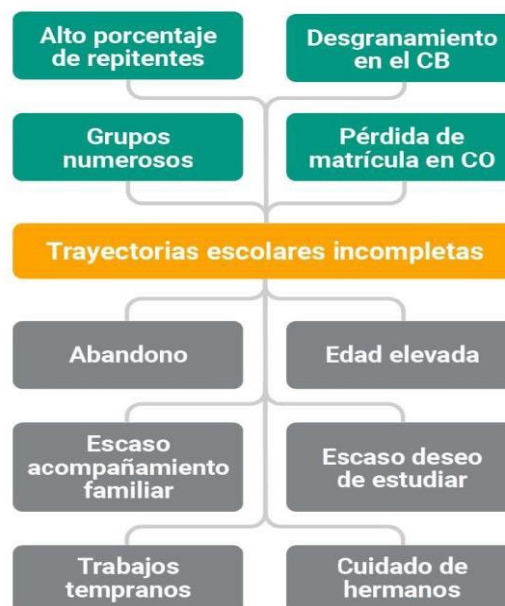 Alto porcentaje
de repitentes
Desgranamiento
en el CB
Grupos
numerosos
Pérdida de
matrícula en CO
Trayectorias escolares incompletas
Abandono
Edad elevada
Escaso
acompañamiento
familiar
Escaso deseo
de estudiar
Trabajos
tempranos
Cuidado de
hermanos